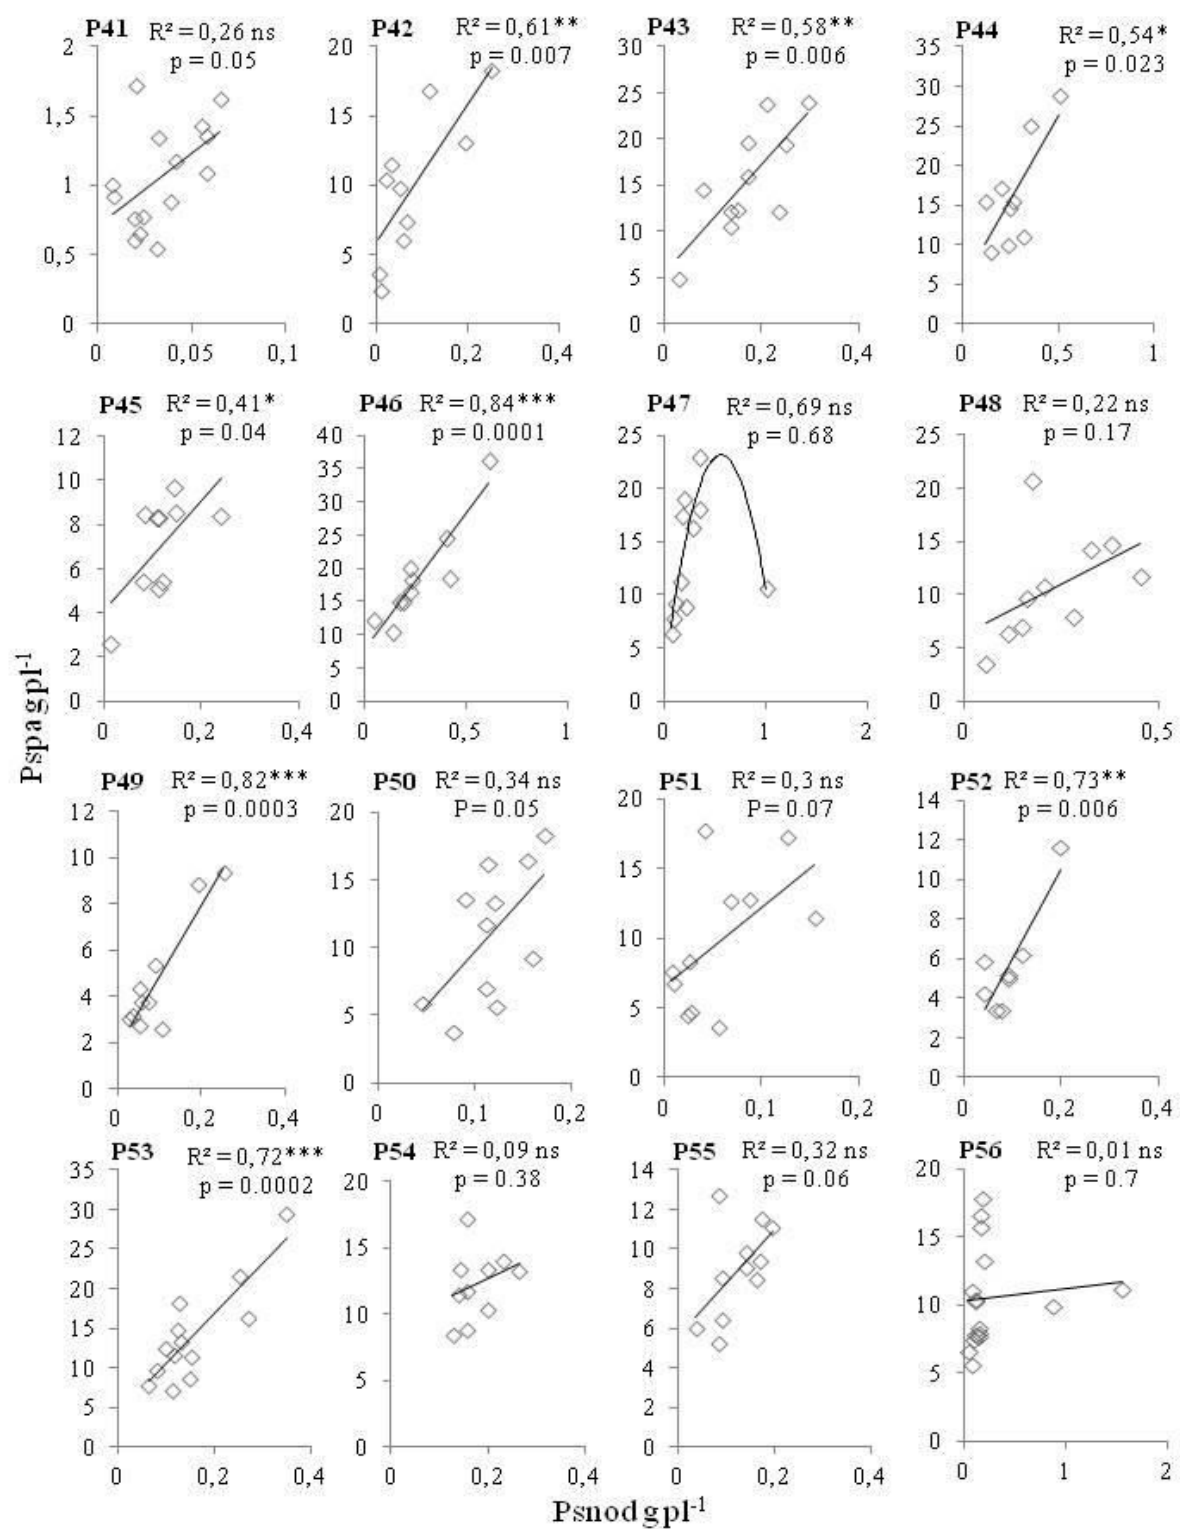 P41 R² = 0,26 ns
p = 0.05
2
1,5
1
0,5
0
0 0,05 0,1
P42 R² = 0,61**
p = 0.007
20
15
10
5
0
0 0,2 0,4
P43 R² = 0,58**
p = 0.006
30
25
20
15
10
5
0
0 0,2 0,4
P44 R² = 0,54*
p = 0.023
35
30
25
20
15
10
5
0
0 0,5 1
P45 R² = 0,41*
p = 0.04
12
10
8
6
4
2
0
0 0,2 0,4
P46 R² = 0,84***
p = 0.0001
40
35
30
25
20
15
10
5
0
0 0,5 1
P47 R² = 0,69 ns
p = 0.68
25
20
15
10
5
0
0 1 2
P48 R² = 0,22 ns
p = 0.17
25
20
15
10
5
0
0 0,5
Pspa g pl-1
P49 R² = 0,82***
p = 0.0003
12
10
8
6
4
2
0
0 0,2 0,4
P50 R² = 0,34 ns
P = 0.05
20
15
10
5
0
0 0,1 0,2
P51 R² = 0,3 ns
P = 0.07
20
15
10
5
0
0 0,1 0,2
P52 R² = 0,73**
p = 0.006
14
12
10
8
6
4
2
0
0 0,2 0,4
P53 R² = 0,72***
p = 0.0002
35
30
25
20
15
10
5
0
0 0,2 0,4
P54 R² = 0,09 ns
p = 0.38
20
15
10
5
0
0 0,2 0,4
P55 R² = 0,32 ns
p = 0.06
14
12
10
8
6
4
2
0
0 0,2 0,4
P56 R² = 0,01 ns
p = 0.7
20
15
10
5
0
0 1 2
Psnod g pl-1